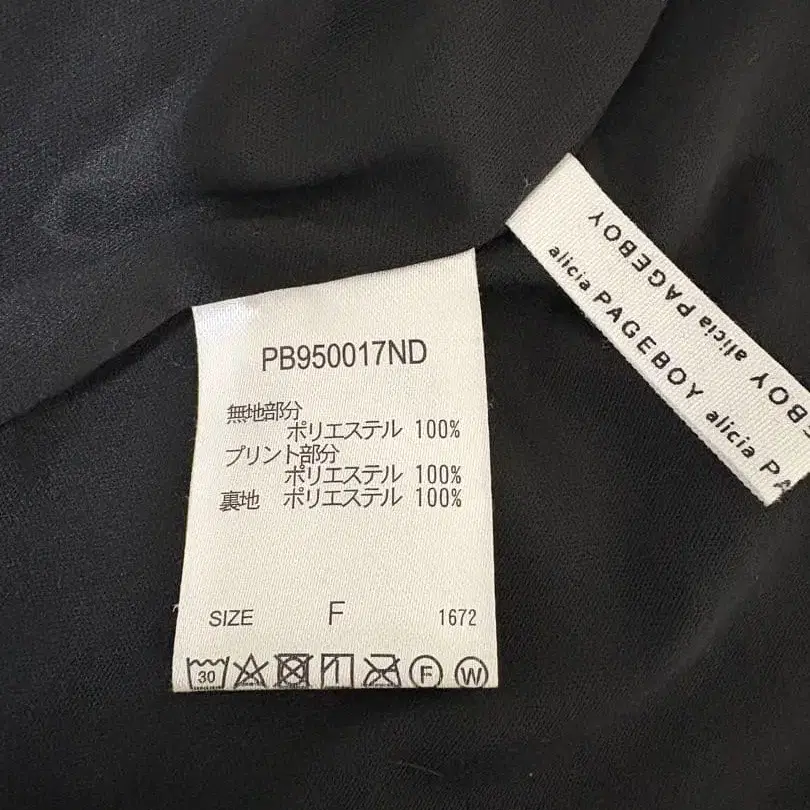 PB950017ND
無地部分
ポリエステル 100%
プリント部分
ポリエステル 100%
裏地 ポリエステル 100%
SIZE F 1672
30 F W
alicia PAGEBOY
alicia PAGEBOY alicia